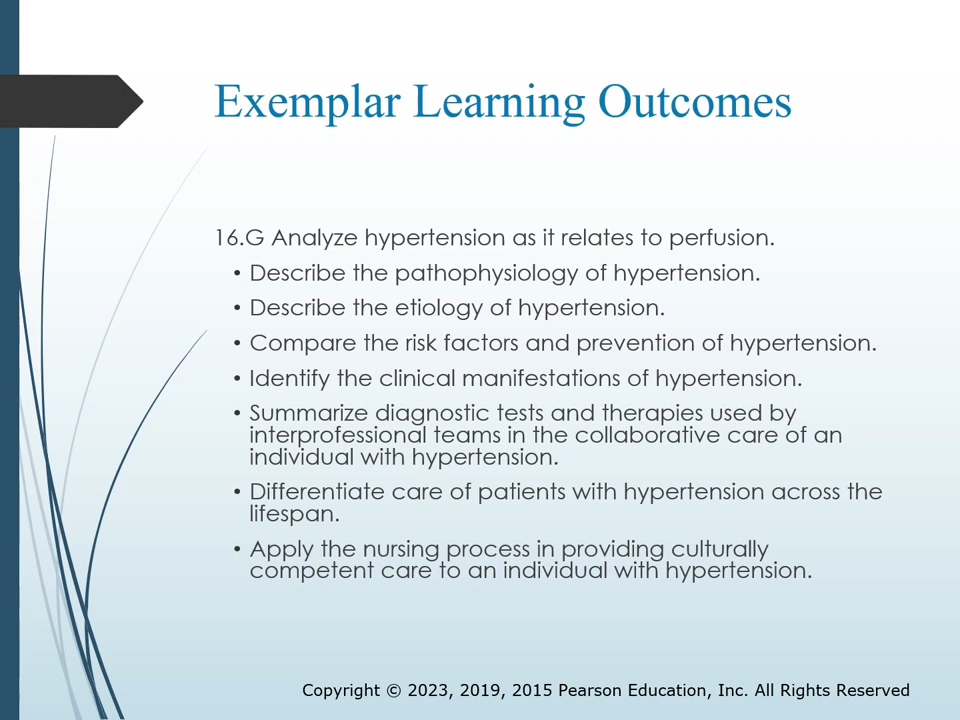 Exemplar Learning Outcomes
16.G Analyze hypertension as it relates to perfusion.
• Describe the pathophysiology of hypertension.
• Describe the etiology of hypertension.
• Compare the risk factors and prevention of hypertension.
• Identify the clinical manifestations of hypertension.
• Summarize diagnostic tests and therapies used by
interprofessional teams in the collaborative care of an
individual with hypertension.
• Differentiate care of patients with hypertension across the
lifespan.
• Apply the nursing process in providing culturally
competent care to an individual with hypertension.
Copyright © 2023, 2019, 2015 Pearson Education, Inc. All Rights Reserved